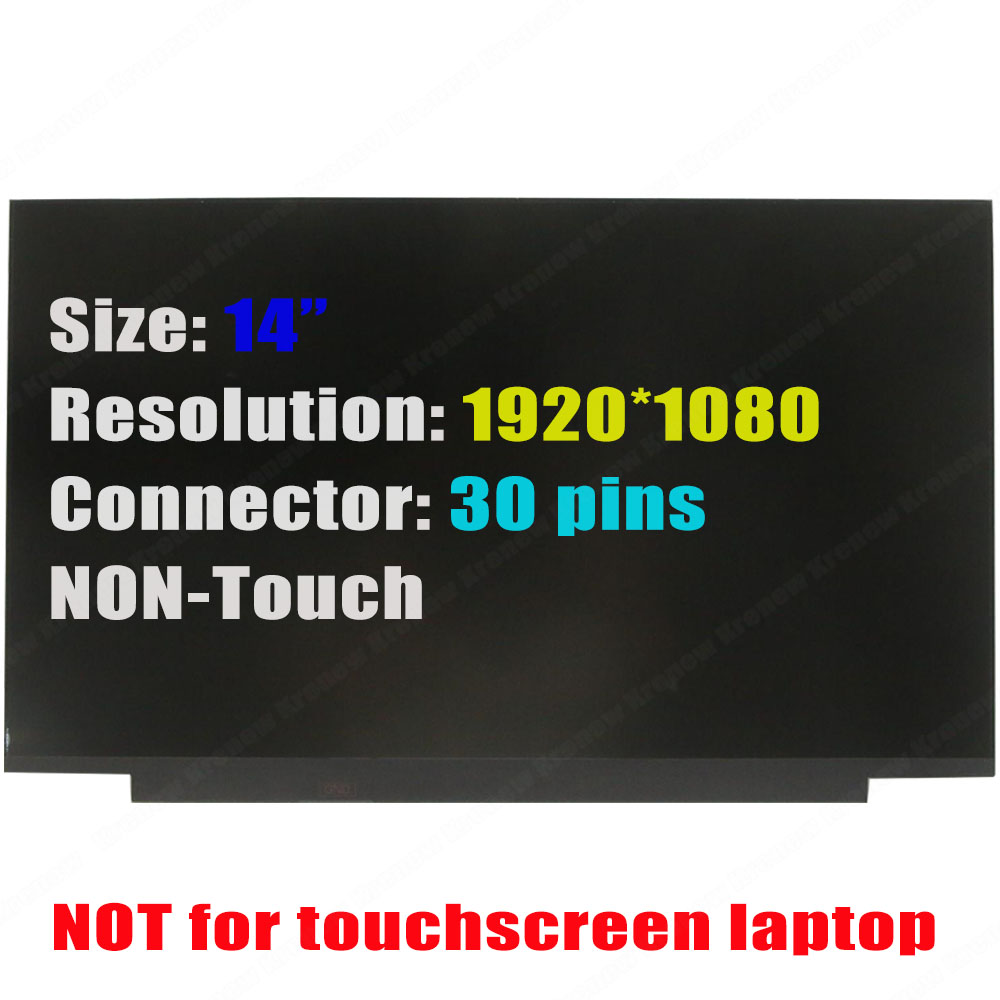 Size: 14”
Resolution: 1920*1080
Connector: 30 pins
NON-Touch
NOT for touchscreen laptop